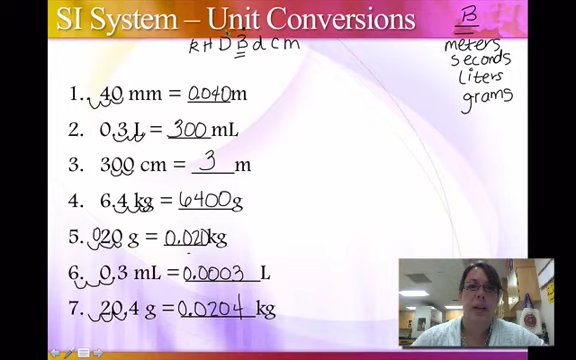 SI System – Unit Conversions
k H D B d c m
B
meters
seconds
liters
grams
1. 40 mm = 0.040 m
2. 0.3 L = 300 mL
3. 300 cm = 3 m
4. 6.4 kg = 6400 g
5. 020 g = 0.020 kg
6. 0.3 mL = 0.0003 L
7. 20.4 g = 0.0204 kg